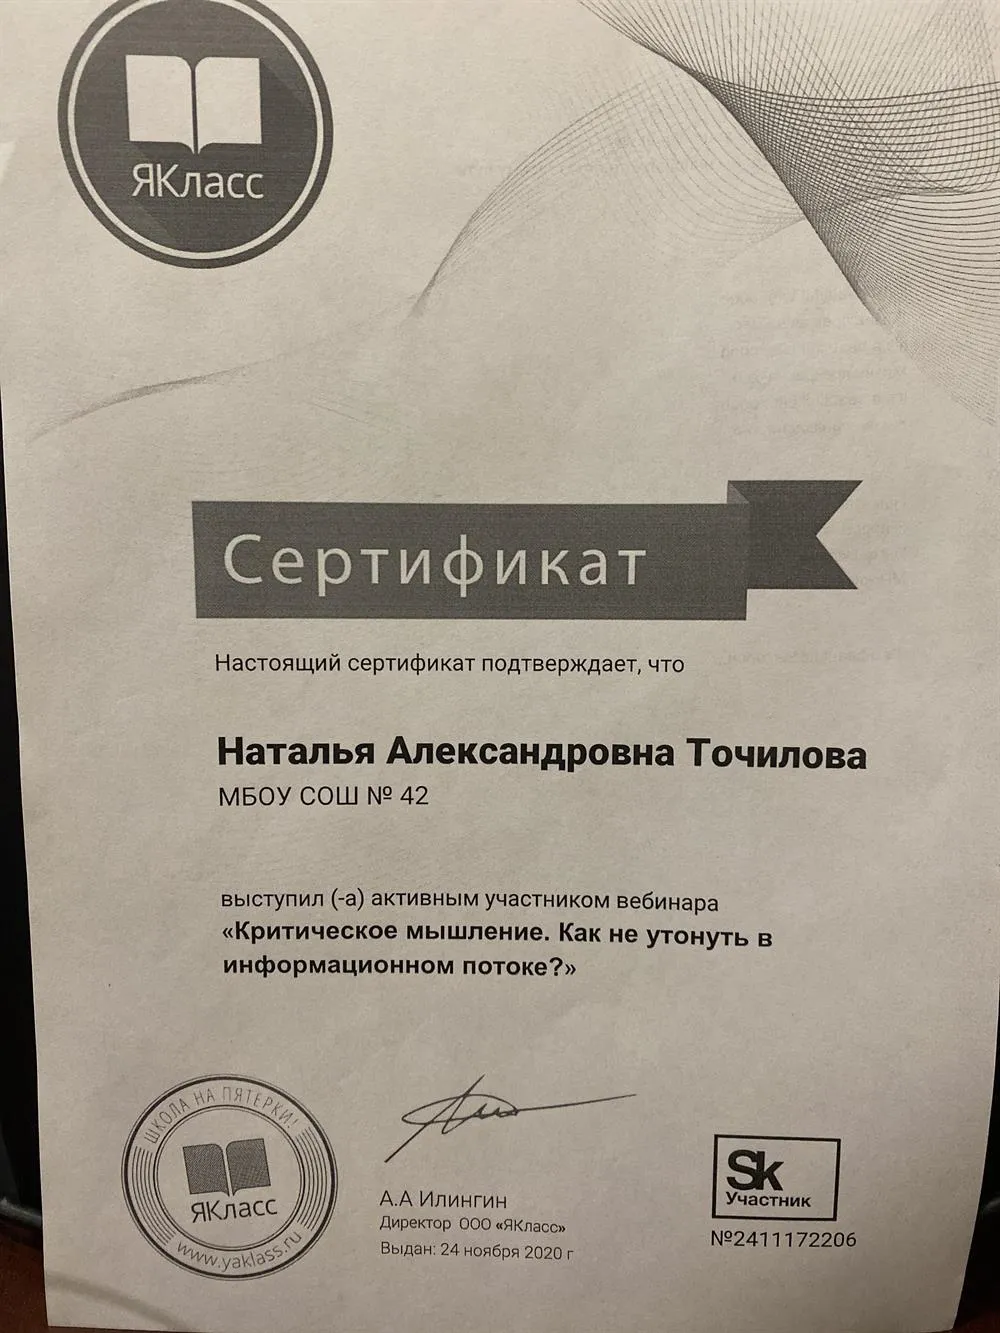 ЯКласс
Сертификат
Настоящий сертификат подтверждает, что
Наталья Александровна Точилова
МБОУ СОШ № 42
выступил (-а) активным участником вебинара
«Критическое мышление. Как не утонуть в
информационном потоке?»
ШКОЛА НА ПЯТЕРКИ!
ЯКласс
www.yaklass.ru
А.А Илингин
Директор ООО «ЯКласс»
Выдан: 24 ноября 2020 г
Sk
Участник
№2411172206